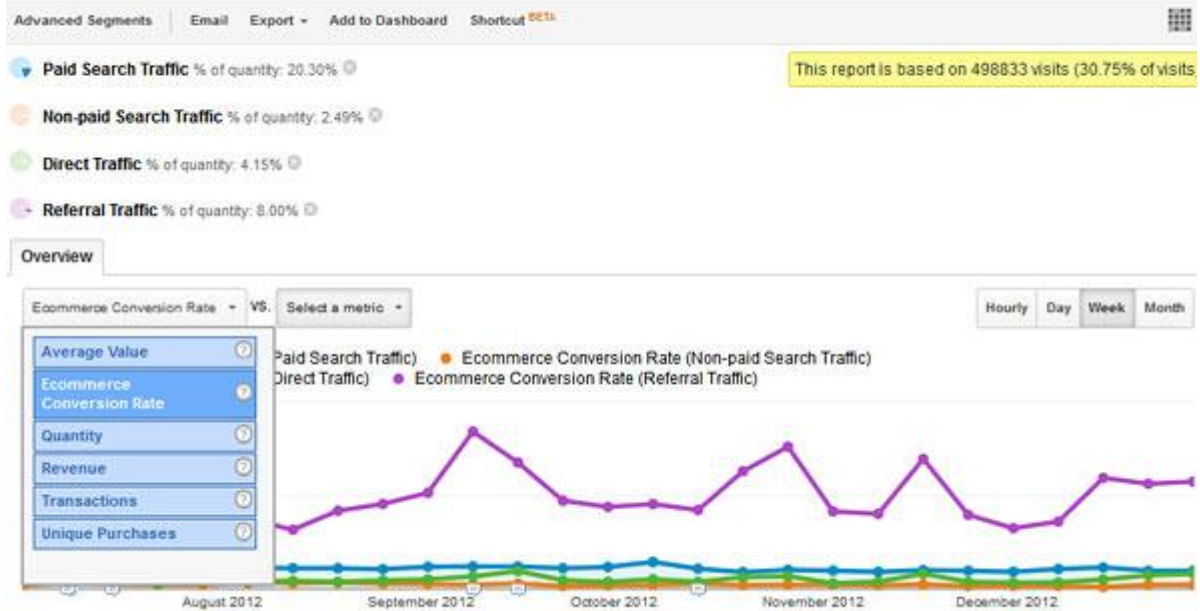 Advanced Segments Email Export Add to Dashboard Shortcut BETA
Paid Search Traffic % of quantity: 20.30%
This report is based on 498833 visits (30.75% of visits
Non-paid Search Traffic % of quantity: 2.49%
Direct Traffic % of quantity: 4.15%
Referral Traffic % of quantity: 8.00%
Overview
Ecommerce Conversion Rate VS. Select a metric Hourly Day Week Month
Average Value ?
Paid Search Traffic) Ecommerce Conversion Rate (Non-paid Search Traffic)
Direct Traffic) Ecommerce Conversion Rate (Referral Traffic)
Ecommerce
Conversion Rate ?
Quantity ?
Revenue ?
Transactions ?
Unique Purchases ?
August 2012 September 2012 October 2012 November 2012 December 2012